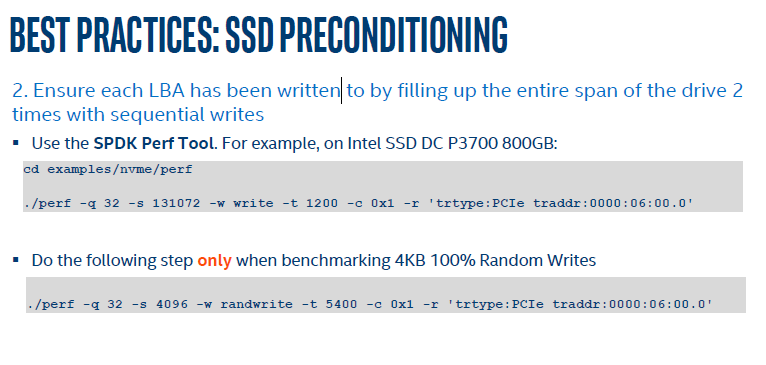 BEST PRACTICES: SSD PRECONDITIONING
2. Ensure each LBA has been written to by filling up the entire span of the drive 2
times with sequential writes
▪ Use the SPDK Perf Tool. For example, on Intel SSD DC P3700 800GB:
cd examples/nvme/perf
./perf -q 32 -s 131072 -w write -t 1200 -c 0x1 -r 'trtype:PCIe traddr:0000:06:00.0'
▪ Do the following step only when benchmarking 4KB 100% Random Writes
./perf -q 32 -s 4096 -w randwrite -t 5400 -c 0x1 -r 'trtype:PCIe traddr:0000:06:00.0'